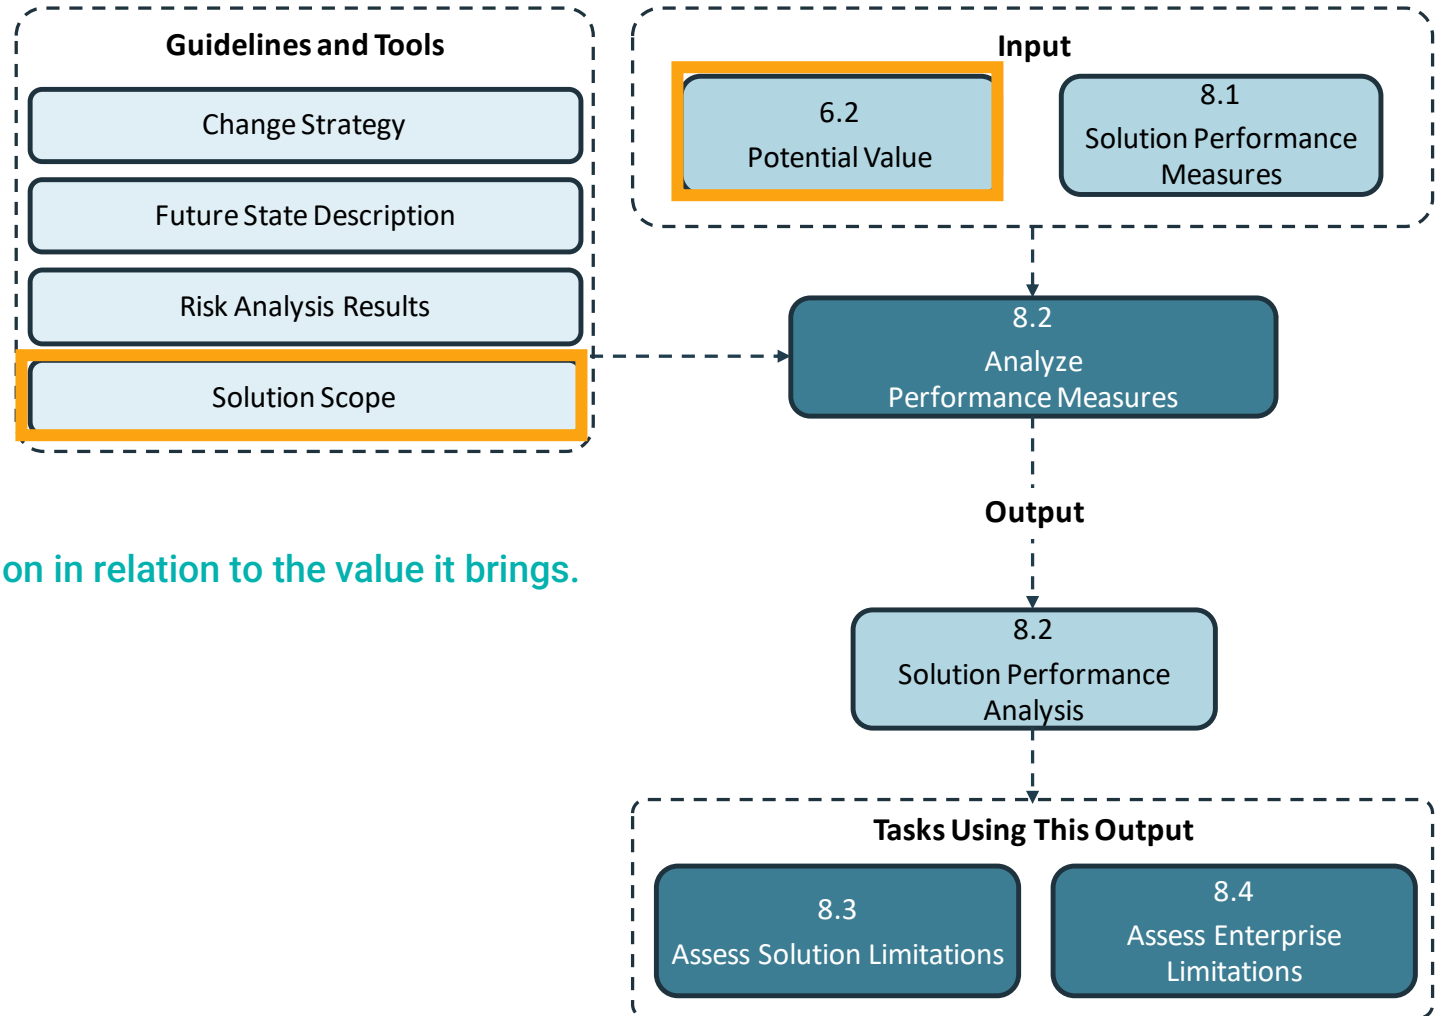 Guidelines and Tools
Change Strategy
Future State Description
Risk Analysis Results
Solution Scope
Input
6.2
Potential Value
8.1
Solution Performance
Measures
8.2
Analyze
Performance Measures
Output
on in relation to the value it brings.
8.2
Solution Performance
Analysis
Tasks Using This Output
8.3
Assess Solution Limitations
8.4
Assess Enterprise
Limitations